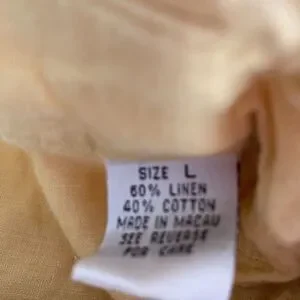 SIZE L
60% LINEN
40% COTTON
MADE IN MACAU
SEE REVERSE
FOR CARE